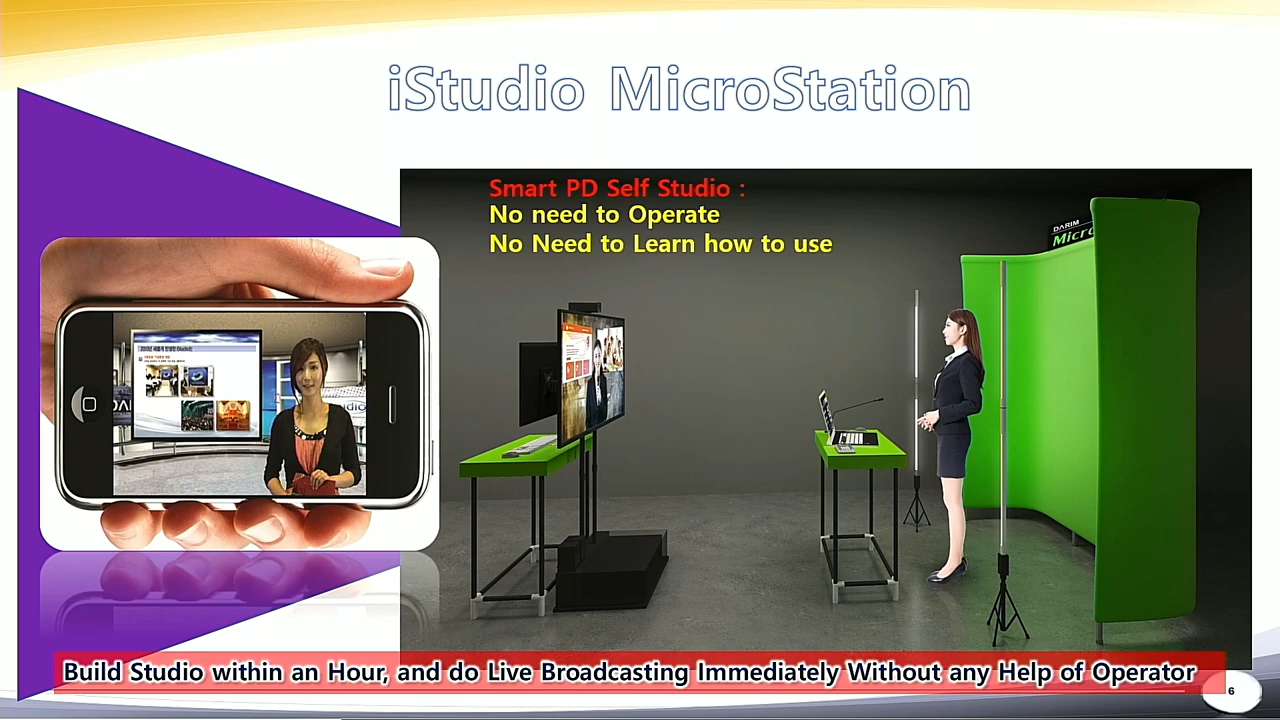 iStudio MicroStation
Smart PD Self Studio :
No need to Operate
No Need to Learn how to use
DARIM
Micro
Build Studio within an Hour, and do Live Broadcasting Immediately Without any Help of Operator
6